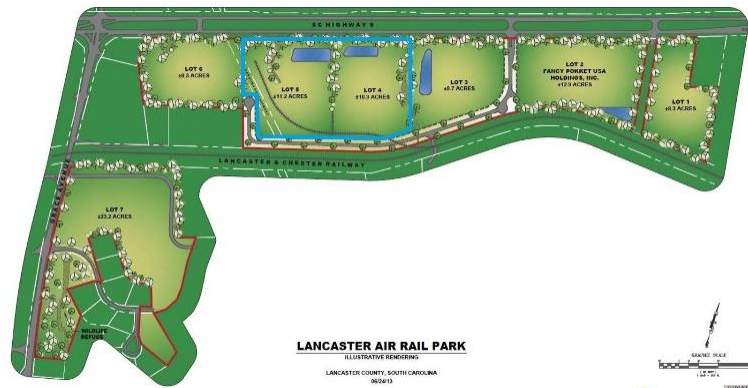 SC HIGHWAY 9
LOT 6
±9.3 ACRES
LOT 5
±11.2 ACRES
LOT 4
±10.3 ACRES
LOT 3
±9.7 ACRES
LOT 2
FANCY POKKET USA
HOLDINGS, INC.
±12.9 ACRES
LOT 1
±8.3 ACRES
LANCASTER & CHESTER RAILWAY
LOT 7
±23.2 ACRES
WILDLIFE
REFUGE
LANCASTER AIR RAIL PARK
ILLUSTRATIVE RENDERING
LANCASTER COUNTY, SOUTH CAROLINA
06/24/13
GRAPHIC SCALE